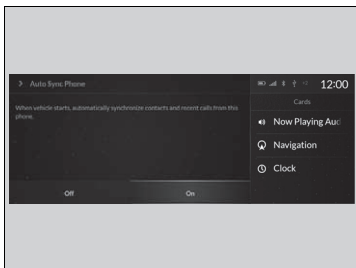 Auto Sync Phone
12:00
When vehicle starts, automatically synchronize contacts and recent calls from this
phone.
Cards
Now Playing Aud
Navigation
Clock
Off
On